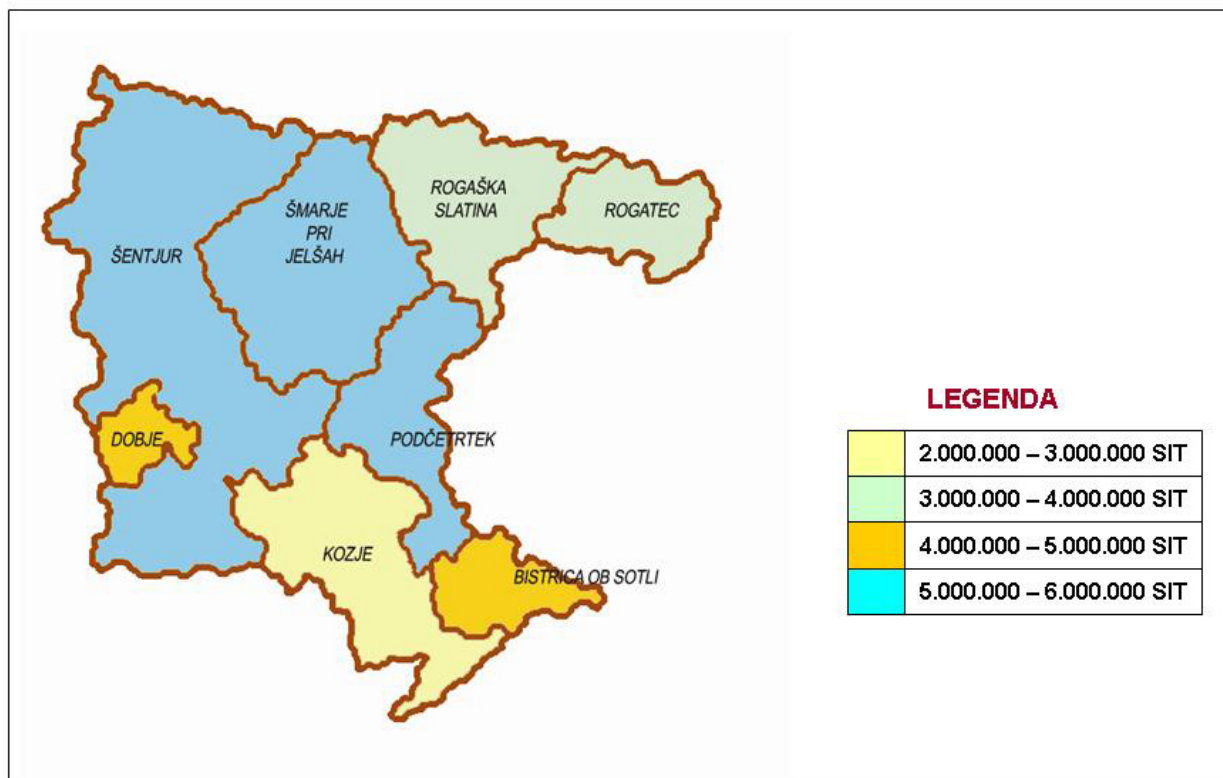 ROGAŠKA
SLATINA
ROGATEC
ŠMARJE
PRI
JELŠAH
ŠENTJUR
DOBJE
PODČETRTEK
KOZJE
BISTRICA OB SOTLI
LEGENDA
2.000.000 – 3.000.000 SIT
3.000.000 – 4.000.000 SIT
4.000.000 – 5.000.000 SIT
5.000.000 – 6.000.000 SIT